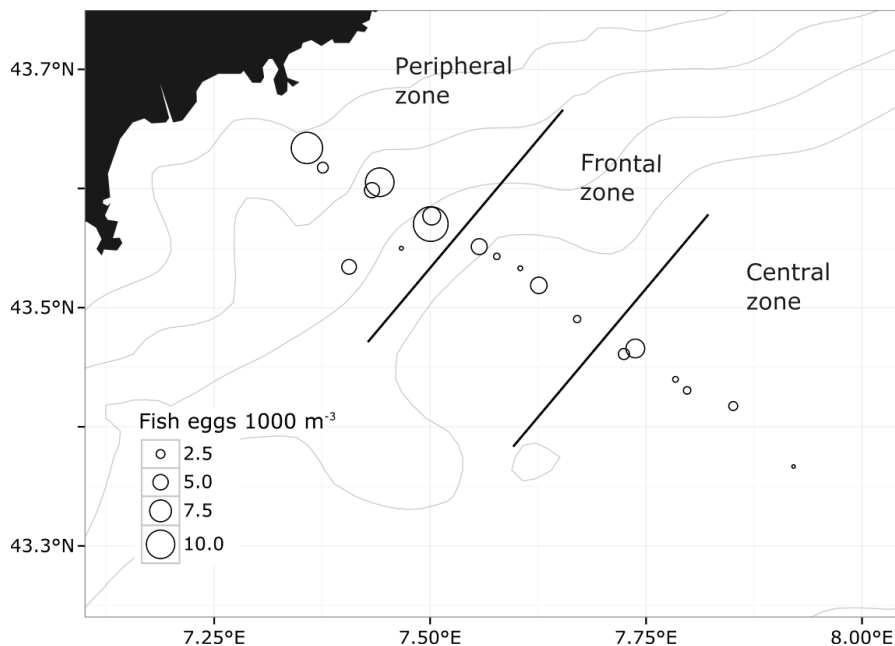 43.7°N
43.5°N
43.3°N
Peripheral
zone
Frontal
zone
Central
zone
Fish eggs 1000 m⁻³
2.5
5.0
7.5
10.0
7.25°E
7.50°E
7.75°E
8.00°E